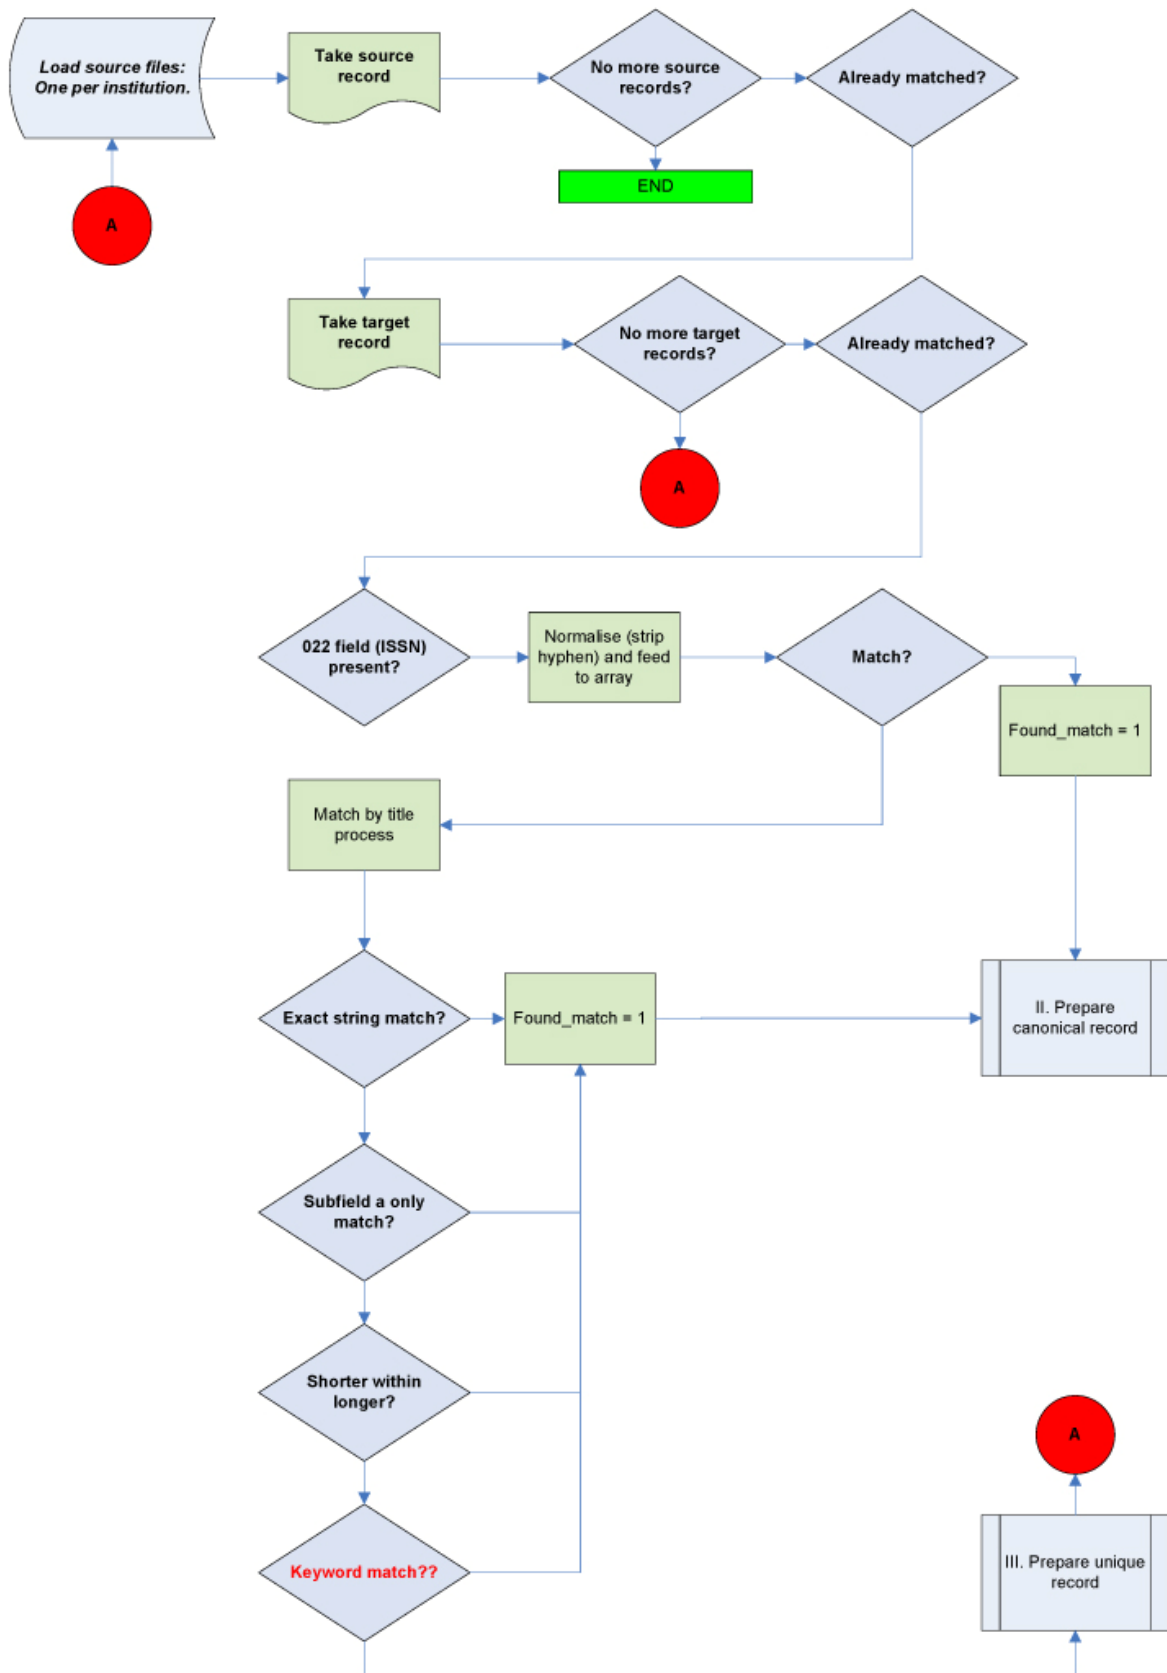 Load source files:
One per institution.
Take source
record
No more source
records?
Already matched?
END
A
Take target
record
No more target
records?
Already matched?
A
022 field (ISSN)
present?
Normalise (strip
hyphen) and feed
to array
Match?
Found_match = 1
Match by title
process
Exact string match?
Found_match = 1
II. Prepare
canonical record
Subfield a only
match?
Shorter within
longer?
A
Keyword match??
III. Prepare unique
record